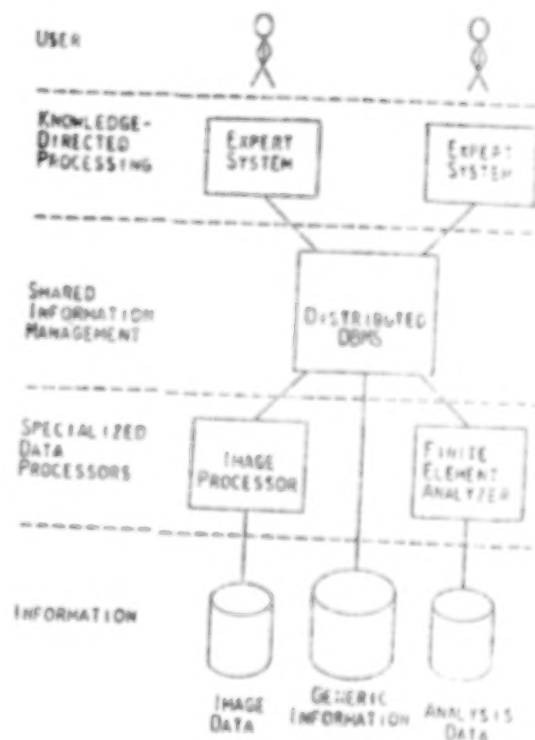 USER
KNOWLEDGE-
DIRECTED
PROCESSING
EXPERT
SYSTEM
EXPERT
SYSTEM
SHARED
INFORMATION
MANAGEMENT
DISTRIBUTED
DBMS
SPECIALIZED
DATA
PROCESSORS
IMAGE
PROCESSOR
FINITE
ELEMENT
ANALYZER
INFORMATION
IMAGE
DATA
GENERIC
INFORMATION
ANALYSIS
DATA